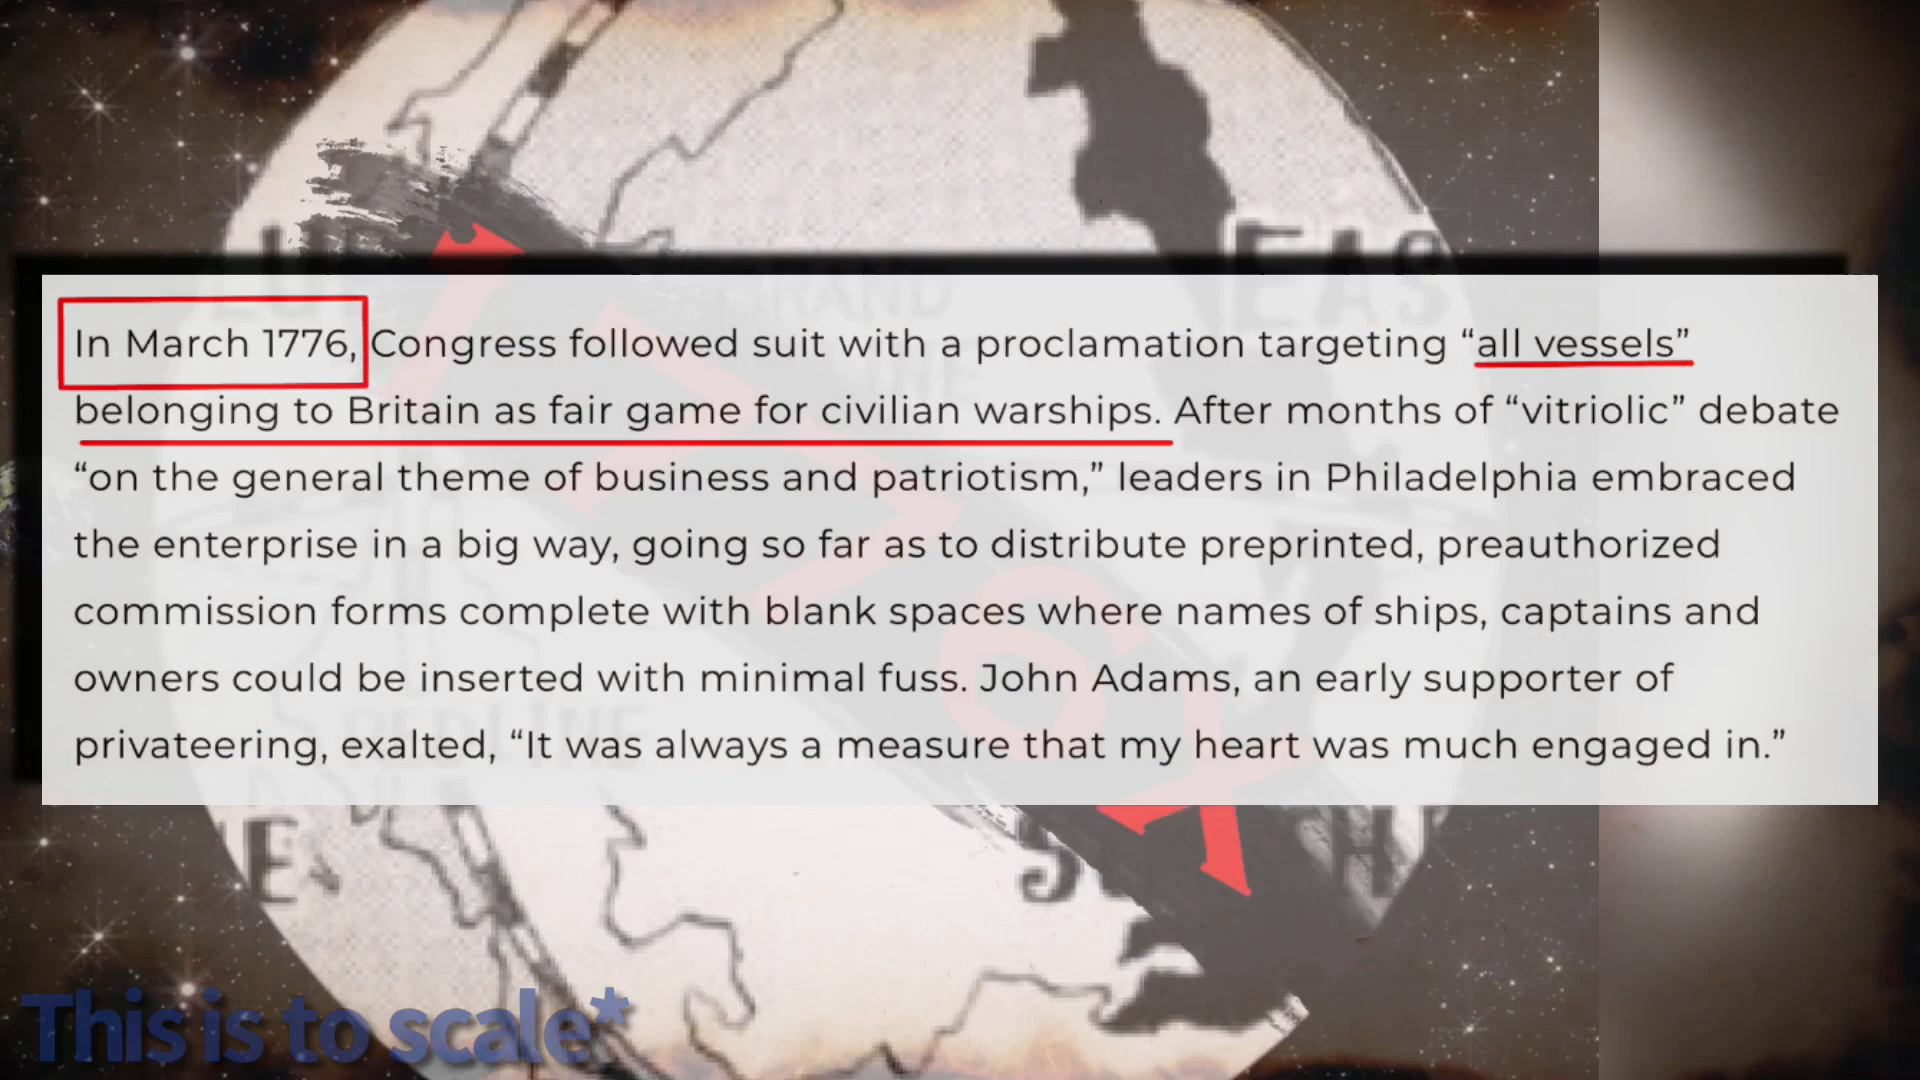 EAS
In March 1776, Congress followed suit with a proclamation targeting “all vessels”
belonging to Britain as fair game for civilian warships. After months of “vitriolic” debate
“on the general theme of business and patriotism,” leaders in Philadelphia embraced
the enterprise in a big way, going so far as to distribute preprinted, preauthorized
commission forms complete with blank spaces where names of ships, captains and
owners could be inserted with minimal fuss. John Adams, an early supporter of
privateering, exalted, “It was always a measure that my heart was much engaged in.”
This is to scale*